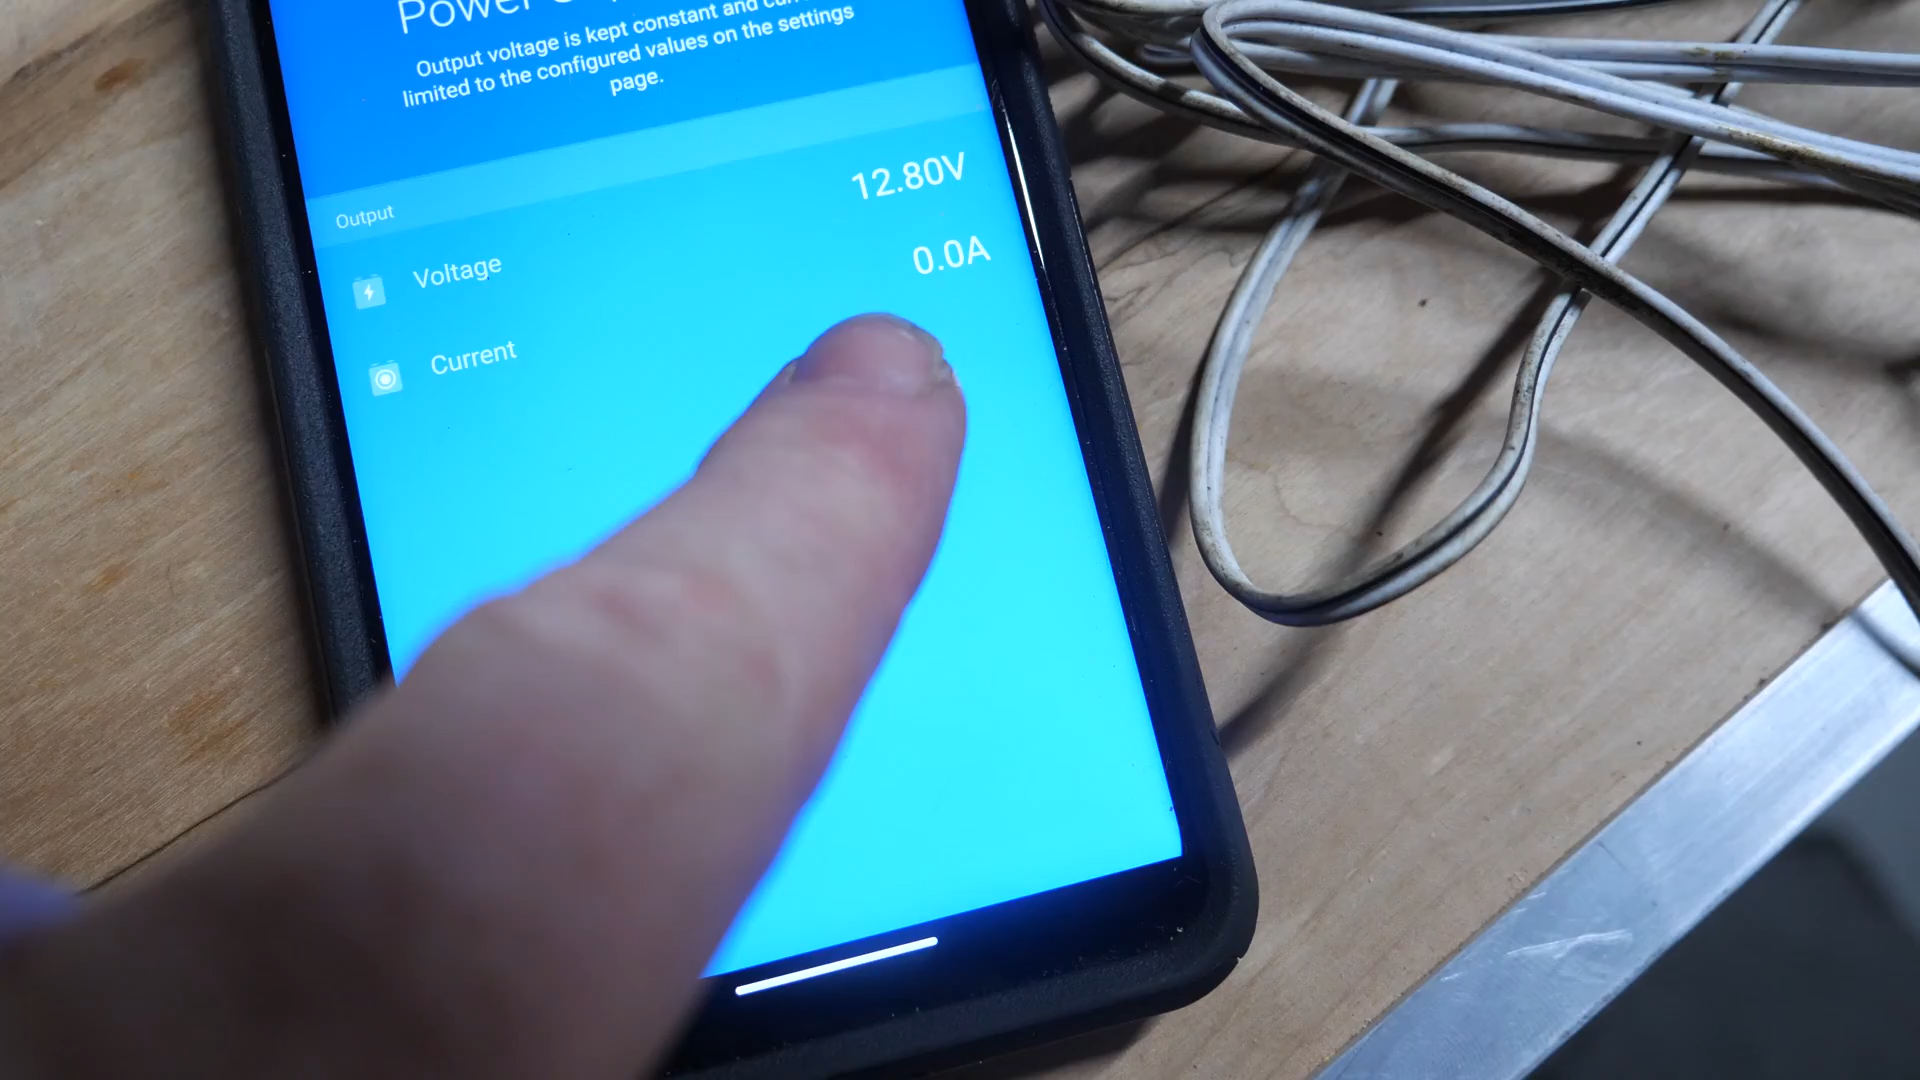 Power
Output voltage is kept constant and
limited to the configured values on the settings
page.
Output
Voltage 12.80V
Current 0.0A